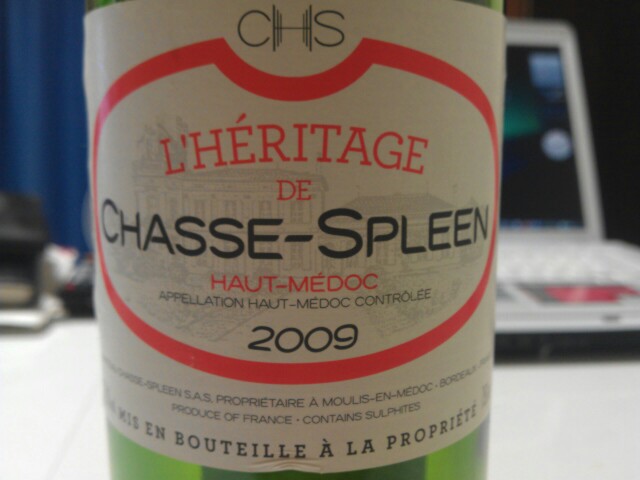 CHS
L'HÉRITAGE
DE
CHASSE-SPLEEN
HAUT-MÉDOC
APPELLATION HAUT-MÉDOC CONTRÔLÉE
2009
CHASSE-SPLEEN S.A.S. PROPRIÉTAIRE À MOULIS-EN-MÉDOC - BORDEAUX
PRODUCE OF FRANCE - CONTAINS SULPHITES
MIS EN BOUTEILLE À LA PROPRIÉTÉ